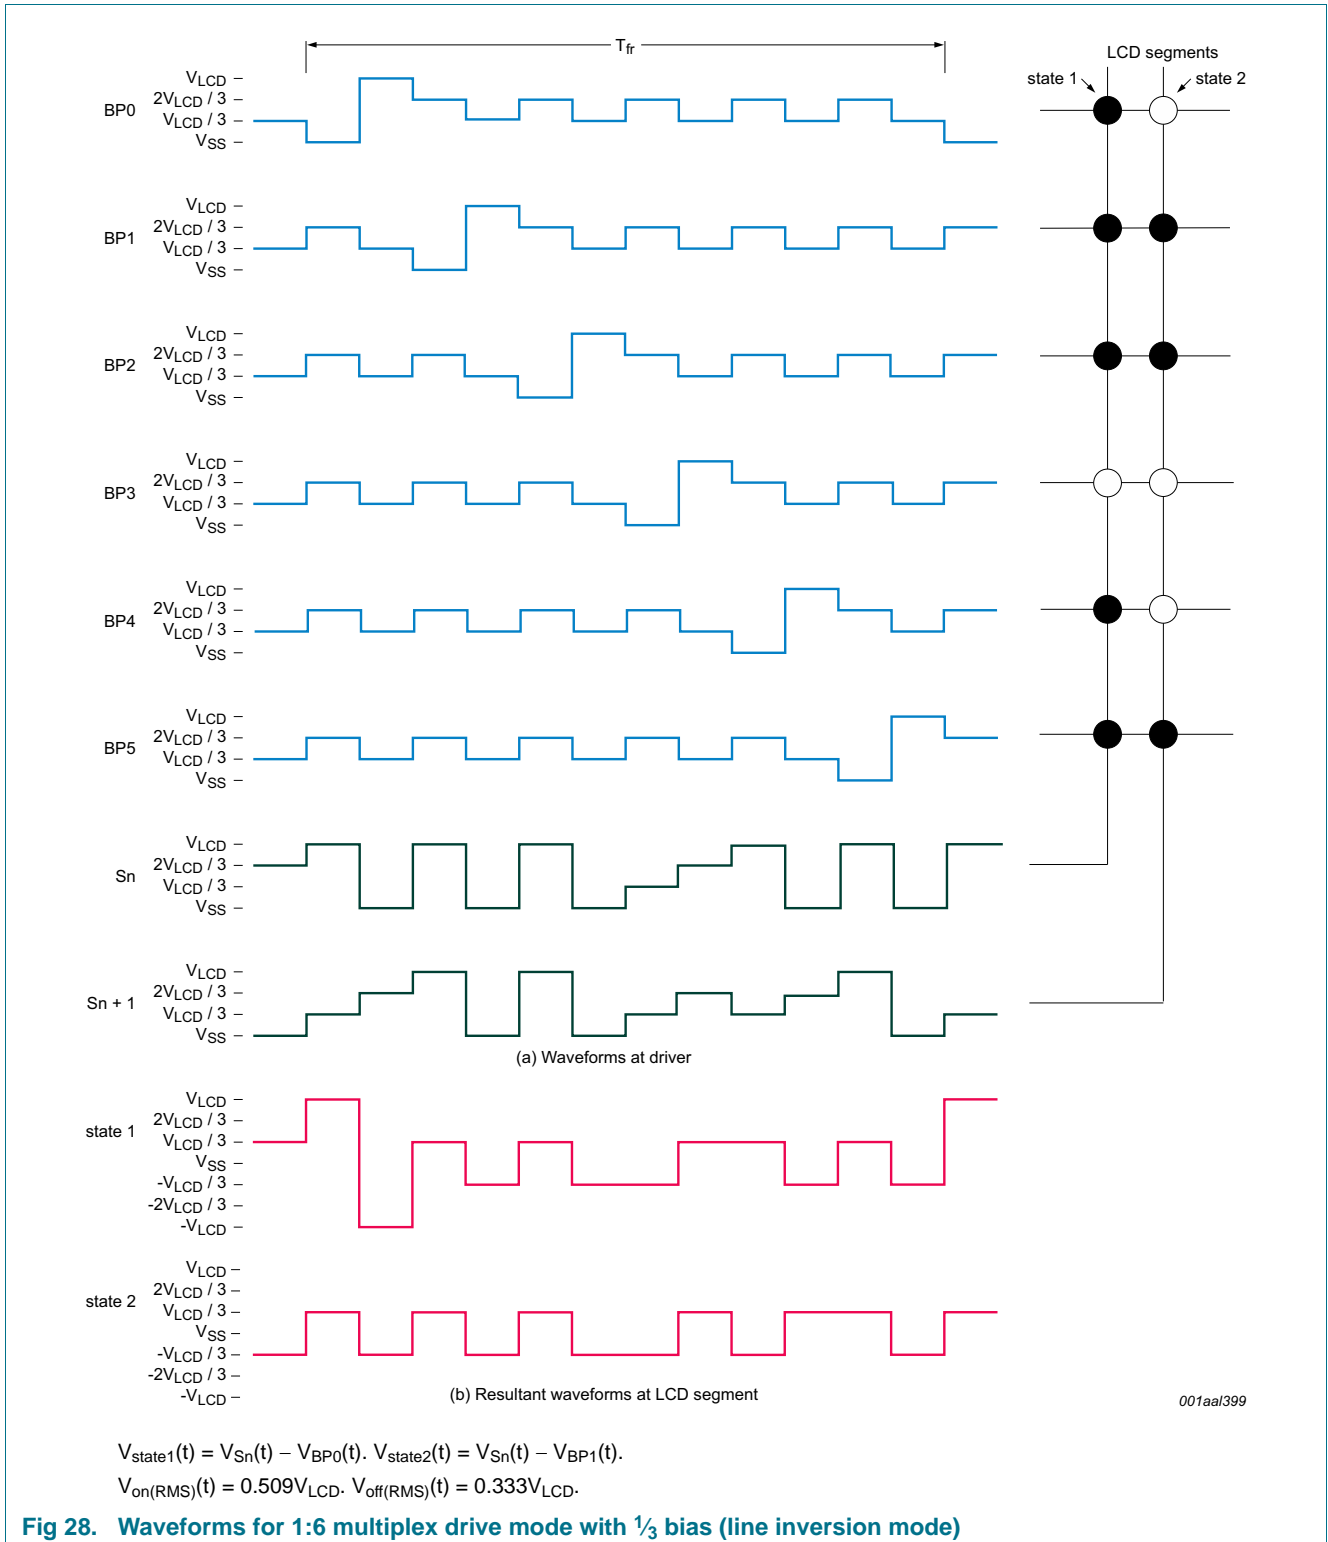 Tfr
LCD segments
state 1
state 2
BP0
VLCD
2VLCD / 3
VLCD / 3
VSS
BP1
VLCD
2VLCD / 3
VLCD / 3
VSS
BP2
VLCD
2VLCD / 3
VLCD / 3
VSS
BP3
VLCD
2VLCD / 3
VLCD / 3
VSS
BP4
VLCD
2VLCD / 3
VLCD / 3
VSS
BP5
VLCD
2VLCD / 3
VLCD / 3
VSS
Sn
VLCD
2VLCD / 3
VLCD / 3
VSS
Sn + 1
VLCD
2VLCD / 3
VLCD / 3
VSS
(a) Waveforms at driver
state 1
VLCD
2VLCD / 3
VLCD / 3
VSS
-VLCD / 3
-2VLCD / 3
-VLCD
state 2
VLCD
2VLCD / 3
VLCD / 3
VSS
-VLCD / 3
-2VLCD / 3
-VLCD
(b) Resultant waveforms at LCD segment
001aal399
Vstate1(t) = VSn(t) − VBP0(t). Vstate2(t) = VSn(t) − VBP1(t).
Von(RMS)(t) = 0.509VLCD. Voff(RMS)(t) = 0.333VLCD.
Fig 28. Waveforms for 1:6 multiplex drive mode with 1⁄3 bias (line inversion mode)